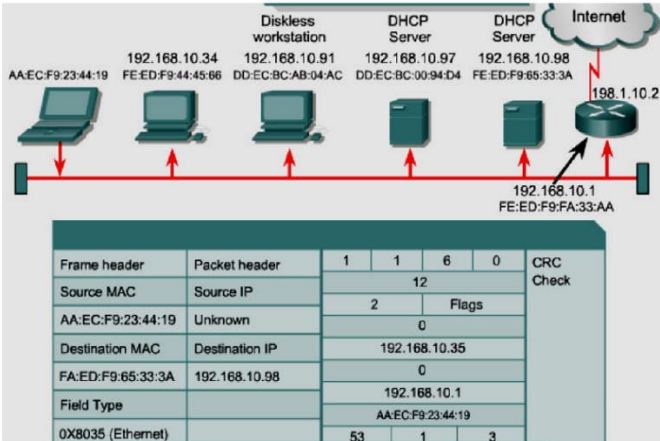 Diskless workstation
DHCP Server
DHCP Server
Internet
192.168.10.34
192.168.10.91
192.168.10.97
192.168.10.98
AA:EC:F9:23:44:19
FE:ED:F9:44:45:66
DD:EC:BC:AB:04:AC
DD:EC:BC:00:94:D4
FE:ED:F9:65:33:3A
198.1.10.2
192.168.10.1
FE:ED:F9:FA:33:AA
Frame header
Packet header
1 1 6 0
CRC Check
Source MAC
Source IP
12
2 Flags
AA:EC:F9:23:44:19
Unknown
0
Destination MAC
Destination IP
192.168.10.35
FA:ED:F9:65:33:3A
192.168.10.98
0
192.168.10.1
Field Type
AA:EC:F9:23:44:19
0X8035 (Ethernet)
53 1 3